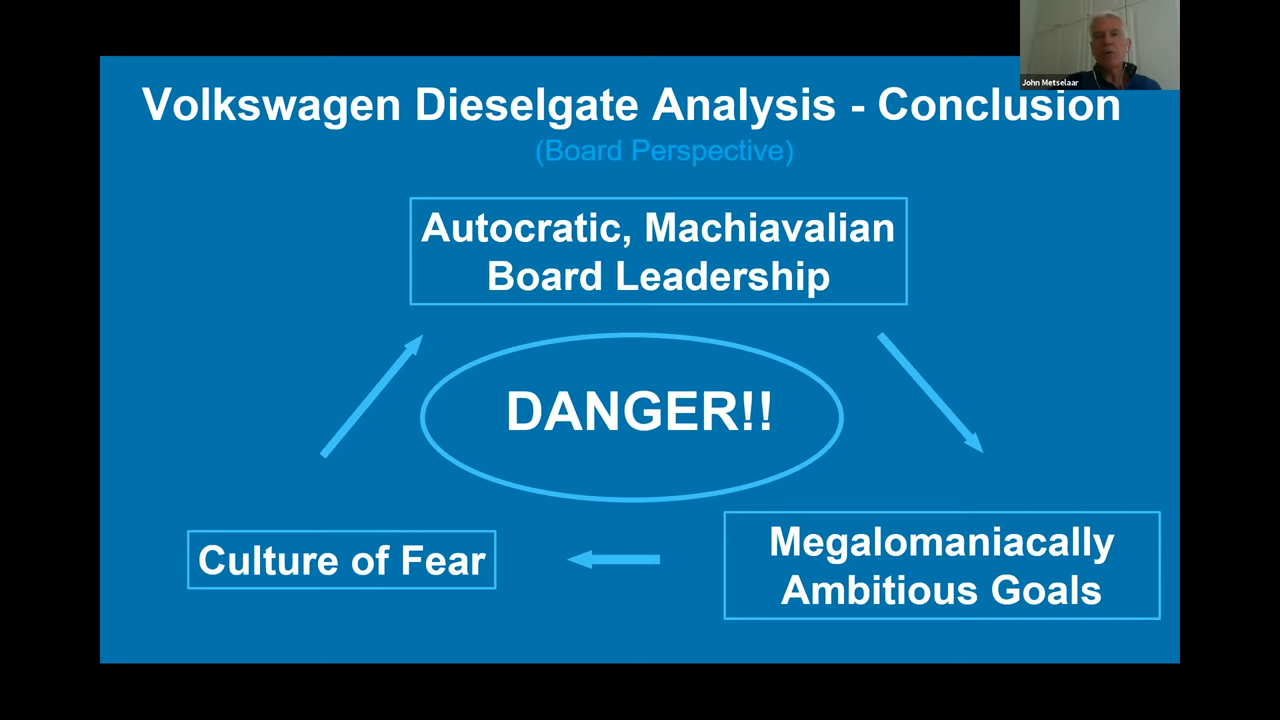 John Metselaar
Volkswagen Dieselgate Analysis - Conclusion
(Board Perspective)
Autocratic, Machiavalian
Board Leadership
DANGER!!
Culture of Fear
Megalomaniacally
Ambitious Goals